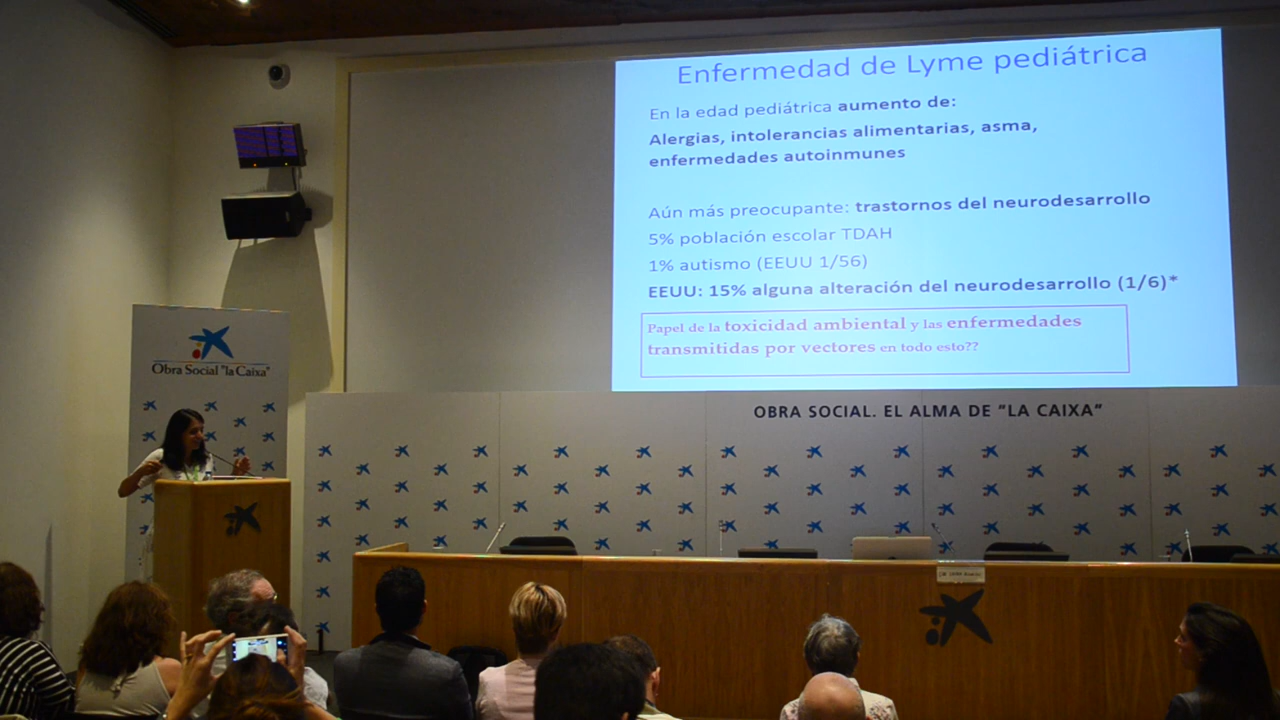 Enfermedad de Lyme pediátrica
En la edad pediátrica aumento de:
Alergias, intolerancias alimentarias, asma,
enfermedades autoinmunes
Aún más preocupante: trastornos del neurodesarrollo
5% población escolar TDAH
1% autismo (EEUU 1/56)
EEUU: 15% alguna alteración del neurodesarrollo (1/6)*
Papel de la toxicidad ambiental y las enfermedades
transmitidas por vectores en todo esto??
Obra Social "la Caixa"
OBRA SOCIAL. EL ALMA DE "LA CAIXA"